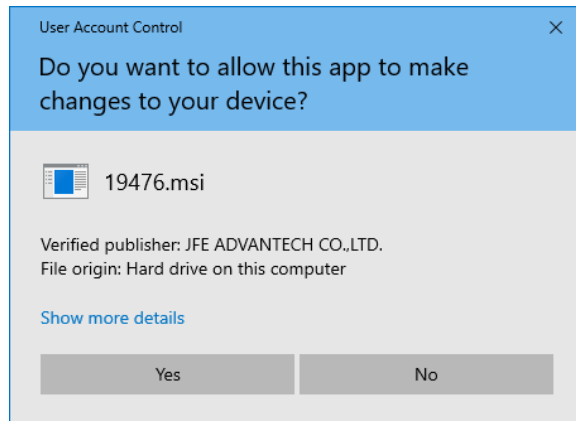 User Account Control
Do you want to allow this app to make
changes to your device?
19476.msi
Verified publisher: JFE ADVANTECH CO.,LTD.
File origin: Hard drive on this computer
Show more details
Yes
No